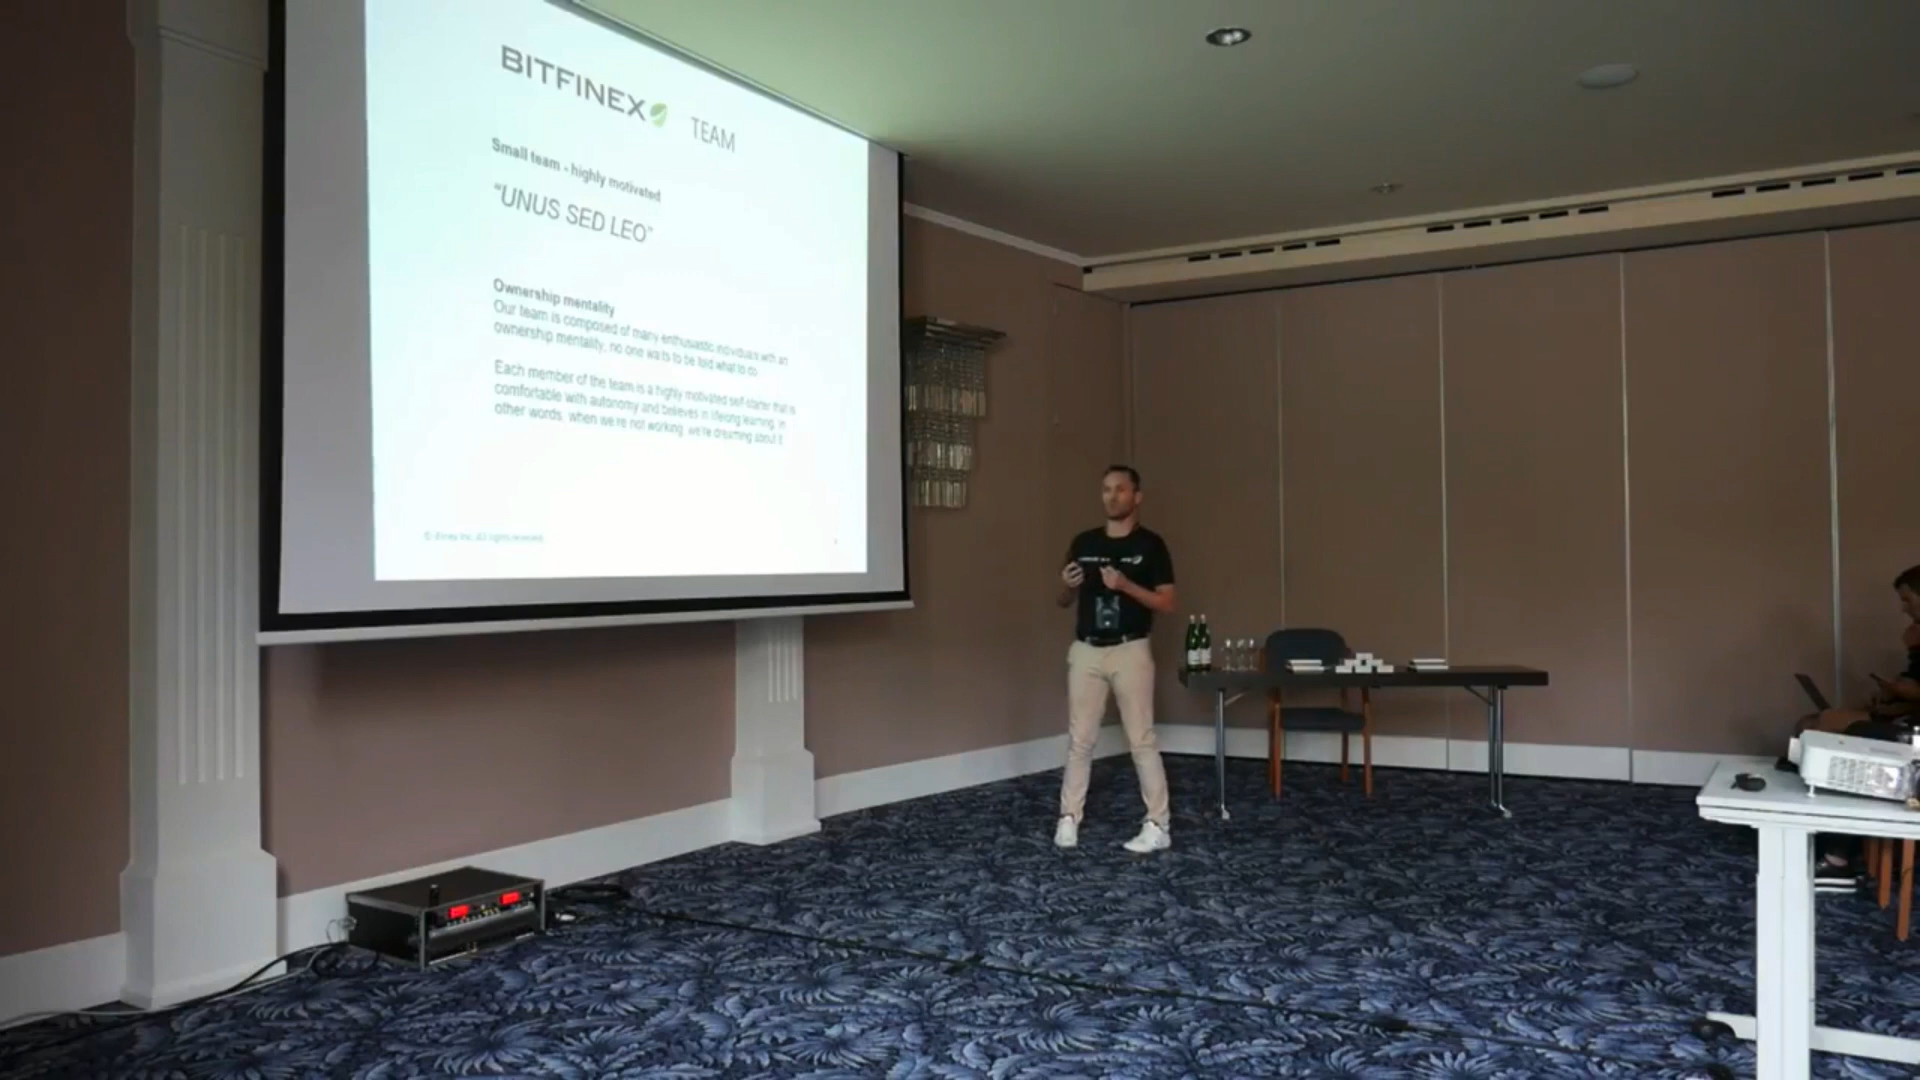 BITFINEX TEAM
Small team - highly motivated
“UNUS SED LEO”
Ownership mentality
Our team is composed of many enthusiastic individuals with an
ownership mentality, no one waits to be told what to do
Each member of the team is a highly motivated self-starter that is
comfortable with autonomy and believes in lifelong learning. In
other words, when we're not working, we're dreaming about it
All rights reserved